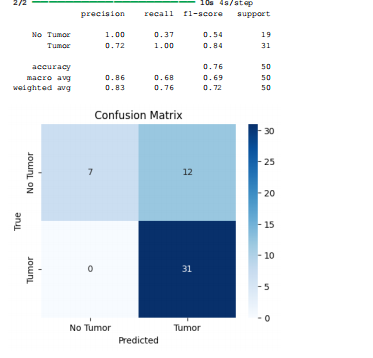 2/2 10s 4s/step
precision recall f1-score support
No Tumor 1.00 0.37 0.54 19
Tumor 0.72 1.00 0.84 31
accuracy 0.76 50
macro avg 0.86 0.68 0.69 50
weighted avg 0.83 0.76 0.72 50
Confusion Matrix
30
25
20
15
10
5
0
No Tumor 7 12
True
Tumor 0 31
No Tumor Tumor
Predicted